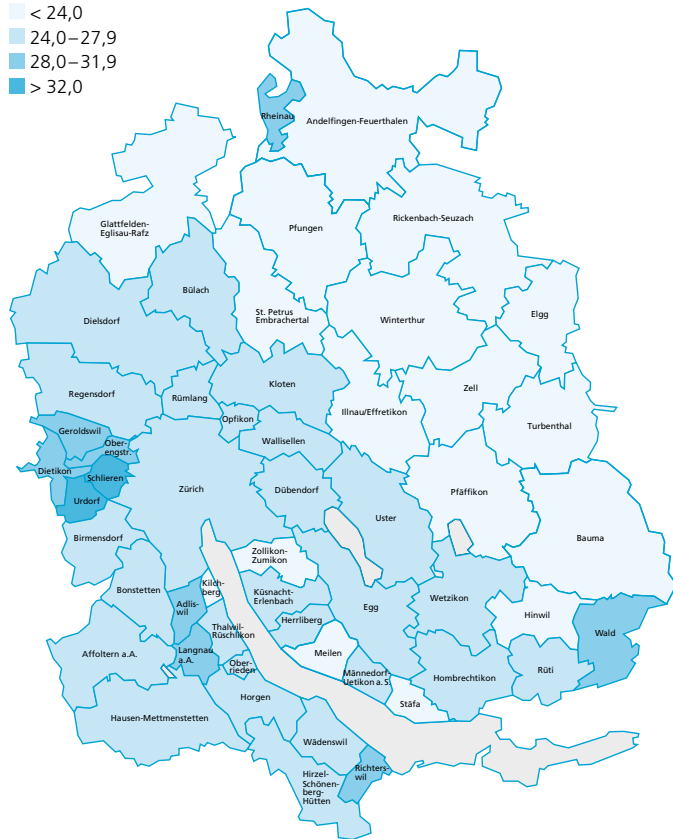 < 24,0
24,0–27,9
28,0–31,9
> 32,0
Rheinau
Andelfingen-Feuerthalen
Glattfelden-
Eglisau-Rafz
Pfungen
Rickenbach-Seuzach
Bülach
Dielsdorf
St. Petrus
Embrachertal
Winterthur
Elgg
Regensdorf
Rümlang
Kloten
Opfikon
Illnau/Effretikon
Zell
Turbenthal
Geroldswil
Ober-
engstr.
Wallisellen
Dietikon
Schlieren
Urdorf
Zürich
Dübendorf
Uster
Pfäffikon
Bauma
Birmensdorf
Zollikon-
Zumikon
Bonstetten
Kilch-
berg
Adlis-
wil
Küsnacht-
Erlenbach
Egg
Wetzikon
Hinwil
Wald
Herrliberg
Thalwil-
Rüschlikon
Affoltern a.A.
Langnau
a.A.
Ober-
rieden
Meilen
Männedorf-
Uetikon a. S.
Hombrechtikon
Rüti
Stäfa
Horgen
Hausen-Mettmenstetten
Wädenswil
Richters-
wil
Hirzel-
Schönen-
berg-
Hütten